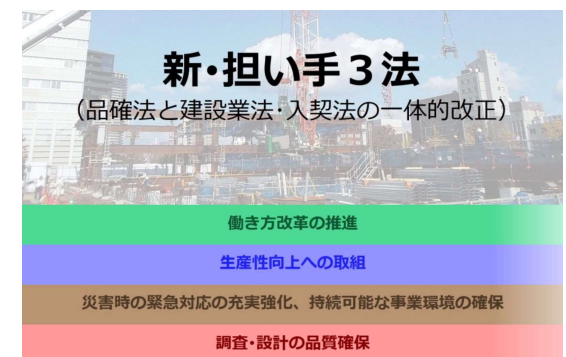 新・担い手３法
（品確法と建設業法・入契法の一体的改正）
働き方改革の推進
生産性向上への取組
災害時の緊急対応の充実強化、持続可能な事業環境の確保
調査・設計の品質確保